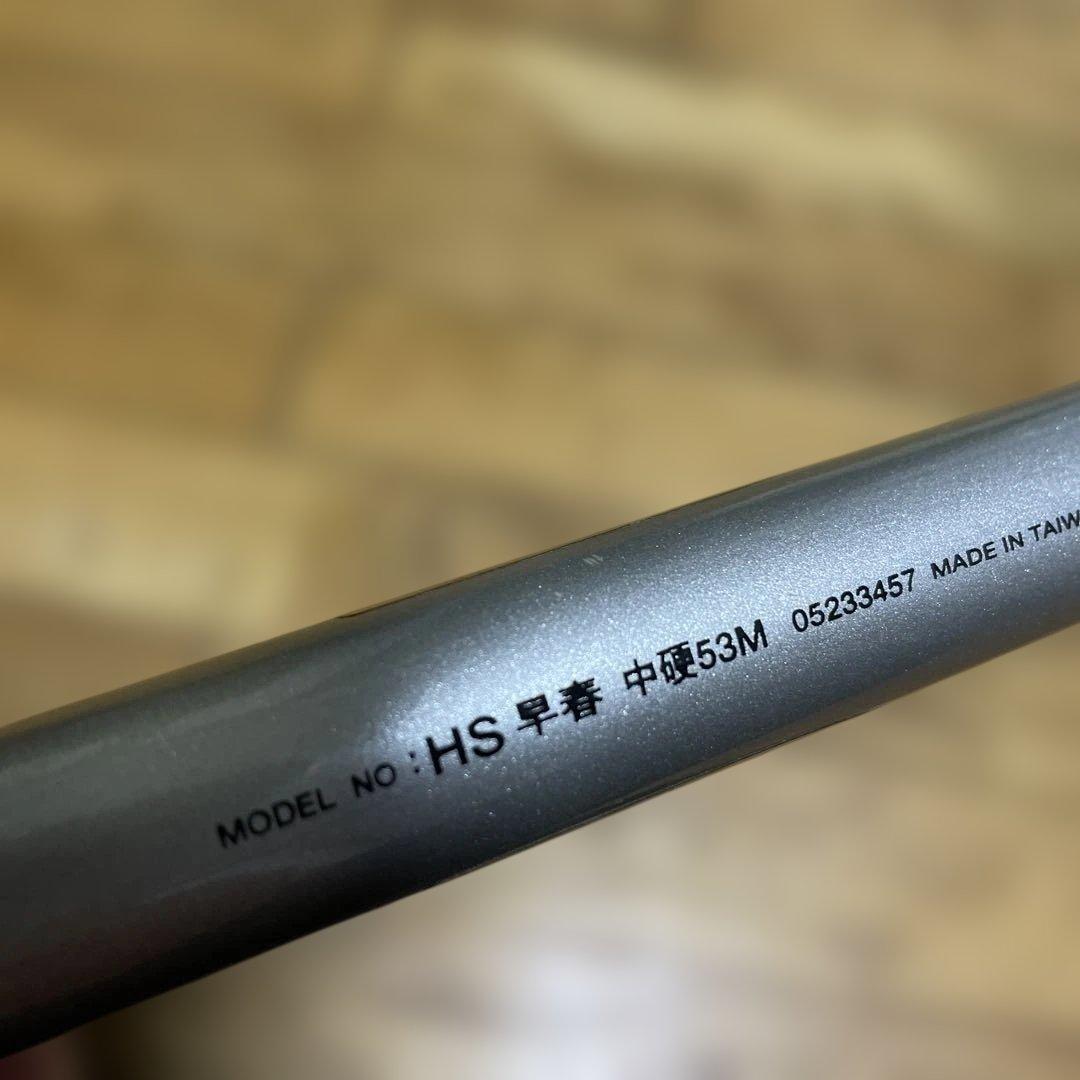 MODEL NO : HS 早春 中硬53M 05233457 MADE IN TAIW